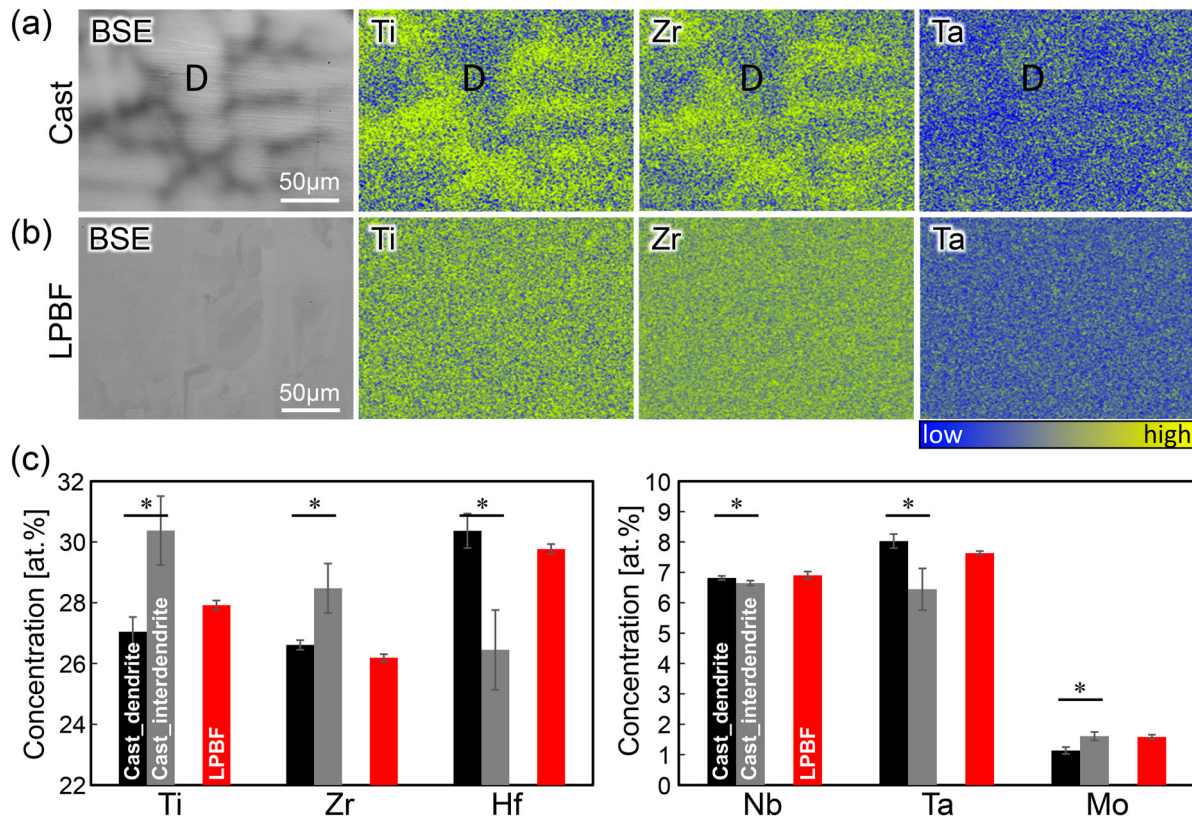 (a)
BSE
Ti
Zr
Ta
D
D
D
Cast
50μm
(b)
BSE
Ti
Zr
Ta
LPBF
50μm
low
high
(c)
Concentration [at.%]
32
30
28
26
24
22
*
*
*
Cast_dendrite
Cast_interdendrite
LPBF
Ti
Zr
Hf
Concentration [at.%]
10
9
8
7
6
5
4
3
2
1
0
*
*
*
Cast_dendrite
Cast_interdendrite
LPBF
Nb
Ta
Mo